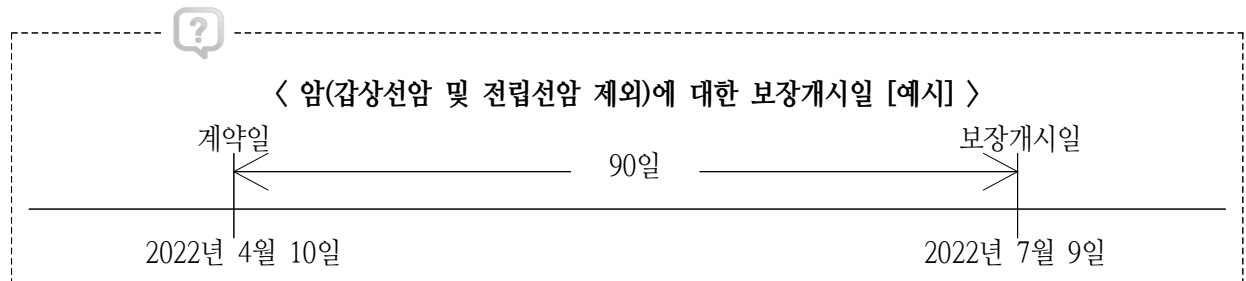 ?
〈 암(갑상선암 및 전립선암 제외)에 대한 보장개시일 [예시] 〉
계약일 보장개시일
90일
2022년 4월 10일 2022년 7월 9일